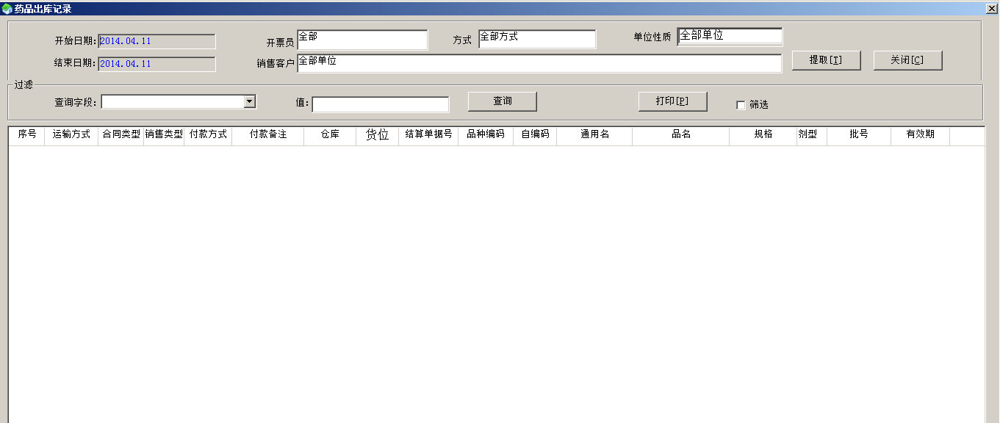 药品出库记录
开始日期: 2014.04.11 开票员 全部 方式 全部方式 单位性质 全部单位
结束日期: 2014.04.11 销售客户 全部单位 提取[T] 关闭[C]
过滤
查询字段: 值: 查询 打印[P] 筛选
序号 运输方式 合同类型 销售类型 付款方式 付款备注 仓库 货位 结算单据号 品种编码 自编码 通用名 品名 规格 剂型 批号 有效期